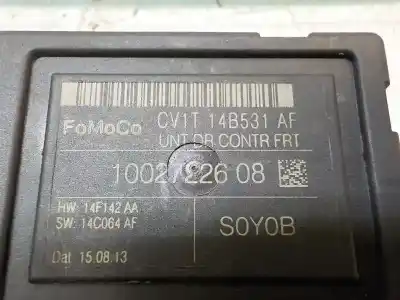 FoMoCo CV1T 14B531 AF
UNT DR CONTR FRT
10027226 08
HW: 14F142 AA
SW: 14C064 AF
S0Y0B
Dat 15.08.13